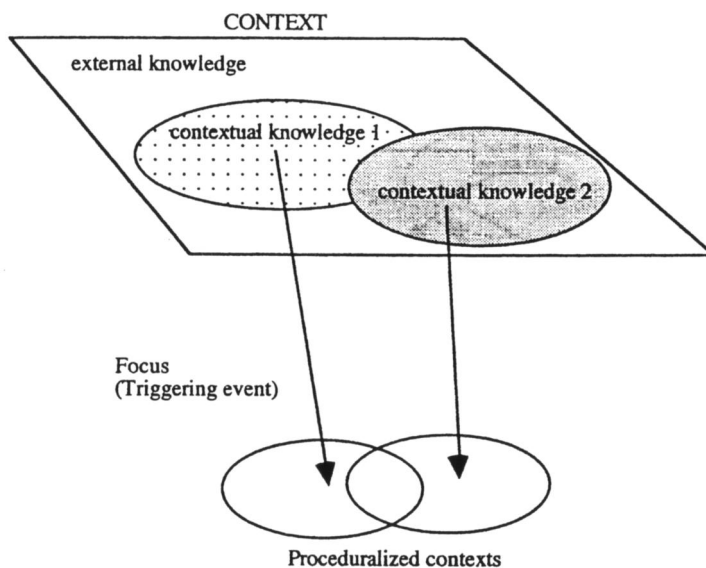 CONTEXT
external knowledge
contextual knowledge 1
contextual knowledge 2
Focus
(Triggering event)
Proceduralized contexts